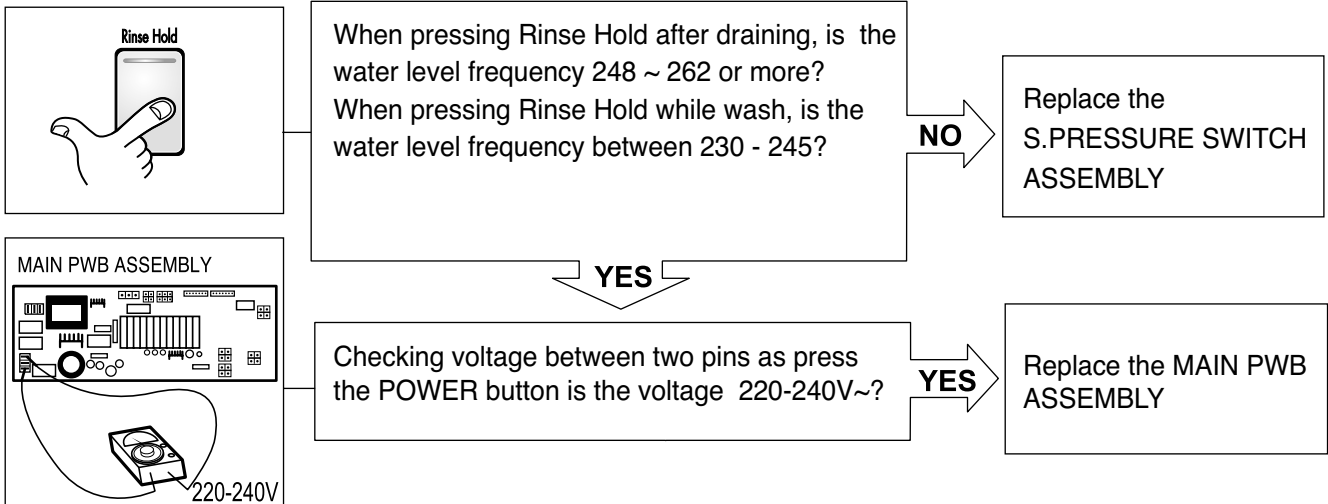 Rinse Hold
When pressing Rinse Hold after draining, is the
water level frequency 248 ~ 262 or more?
When pressing Rinse Hold while wash, is the
water level frequency between 230 - 245?
NO
Replace the
S.PRESSURE SWITCH
ASSEMBLY
YES
MAIN PWB ASSEMBLY
220-240V
Checking voltage between two pins as press
the POWER button is the voltage 220-240V~?
YES
Replace the MAIN PWB
ASSEMBLY